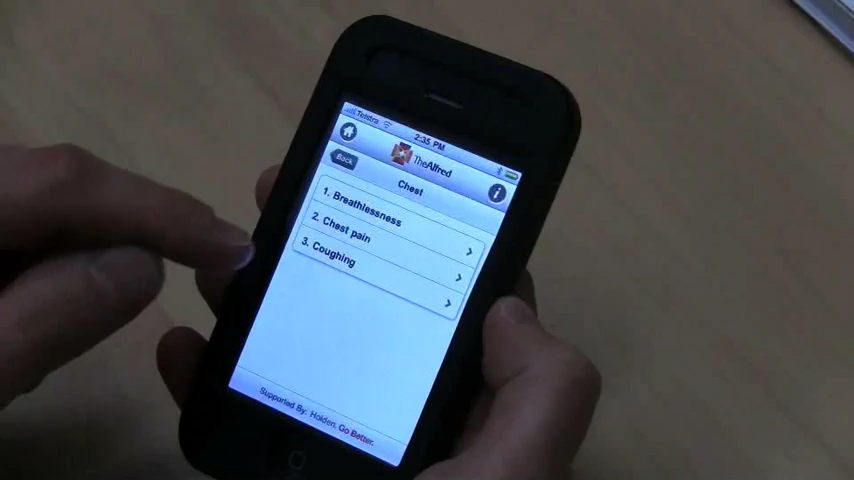 Telstra
2:35 PM
TheAlfred
Back
Chest
i
1. Breathlessness
2. Chest pain
3. Coughing
Supported By: Holden. Go Better.